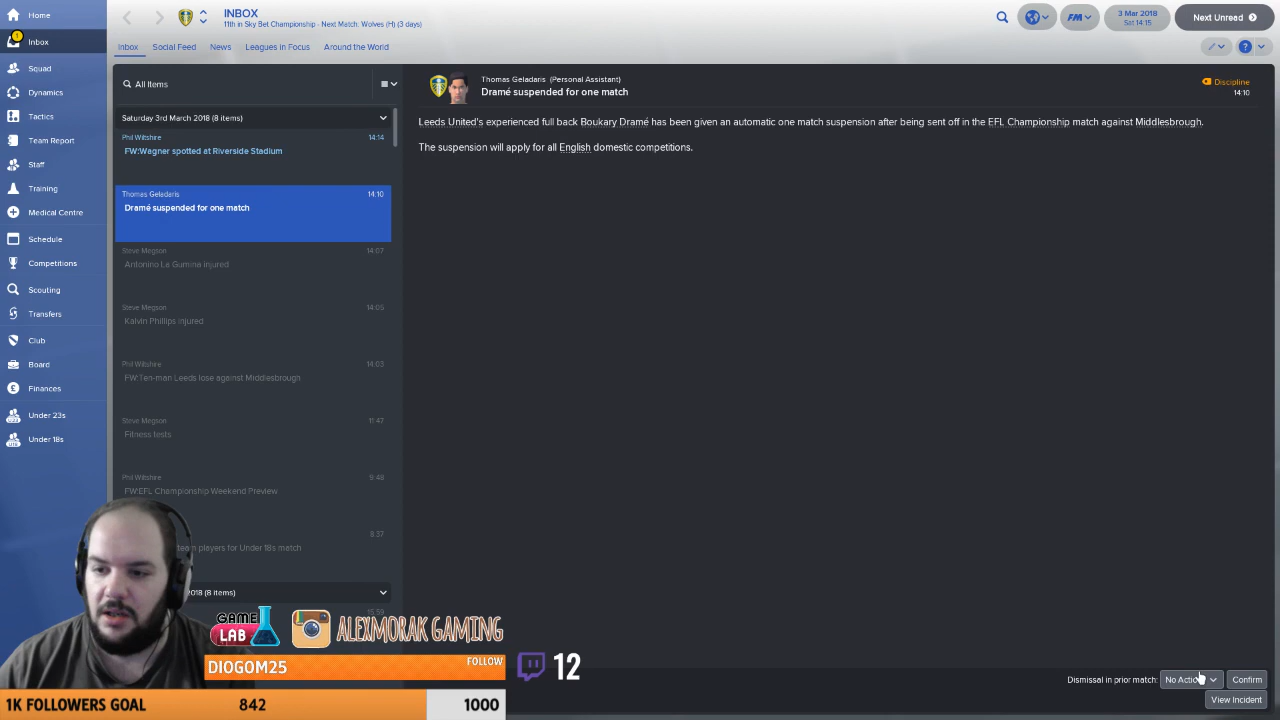 Home
INBOX
11th in Sky Bet Championship - Next Match: Wolves (H) (3 days)
FM
3 Mar 2018
Sat 14:15
Next Unread
1
Inbox
Inbox
Social Feed
News
Leagues in Focus
Around the World
?
Squad
Dynamics
Tactics
Team Report
Staff
Training
Medical Centre
Schedule
Competitions
Scouting
Transfers
Club
Board
Finances
Under 23s
Under 18s
All Items
Saturday 3rd March 2018 (8 items)
Phil Wiltshire 14:14
FW:Wagner spotted at Riverside Stadium
Thomas Geladaris 14:10
Dramé suspended for one match
Steve Megson 14:07
Antonino La Gumina injured
Steve Megson 14:05
Kalvin Phillips injured
Phil Wiltshire 14:03
FW:Ten-man Leeds lose against Middlesbrough
Steve Megson 11:47
Fitness tests
Phil Wiltshire 9:48
FW:EFL Championship Weekend Preview
8:37
team players for Under 18s match
2018 (8 items)
15:39
Thomas Geladaris (Personal Assistant)
Dramé suspended for one match
Discipline
14:10
Leeds United's experienced full back Boukary Dramé has been given an automatic one match suspension after being sent off in the EFL Championship match against Middlesbrough.
The suspension will apply for all English domestic competitions.
Dismissal in prior match: No Action
Confirm
View Incident
GAME
LAB
ALEXMORAK GAMING
DIOGOM25 FOLLOW
12
1K FOLLOWERS GOAL 842 1000